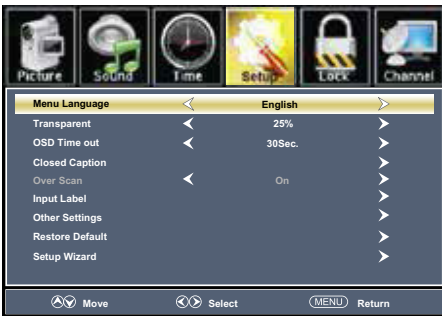 Picture Sound Time Setup Lock Channel
Menu Language English
Transparent 25%
OSD Time out 30Sec.
Closed Caption
Over Scan On
Input Label
Other Settings
Restore Default
Setup Wizard
Move Select MENU Return